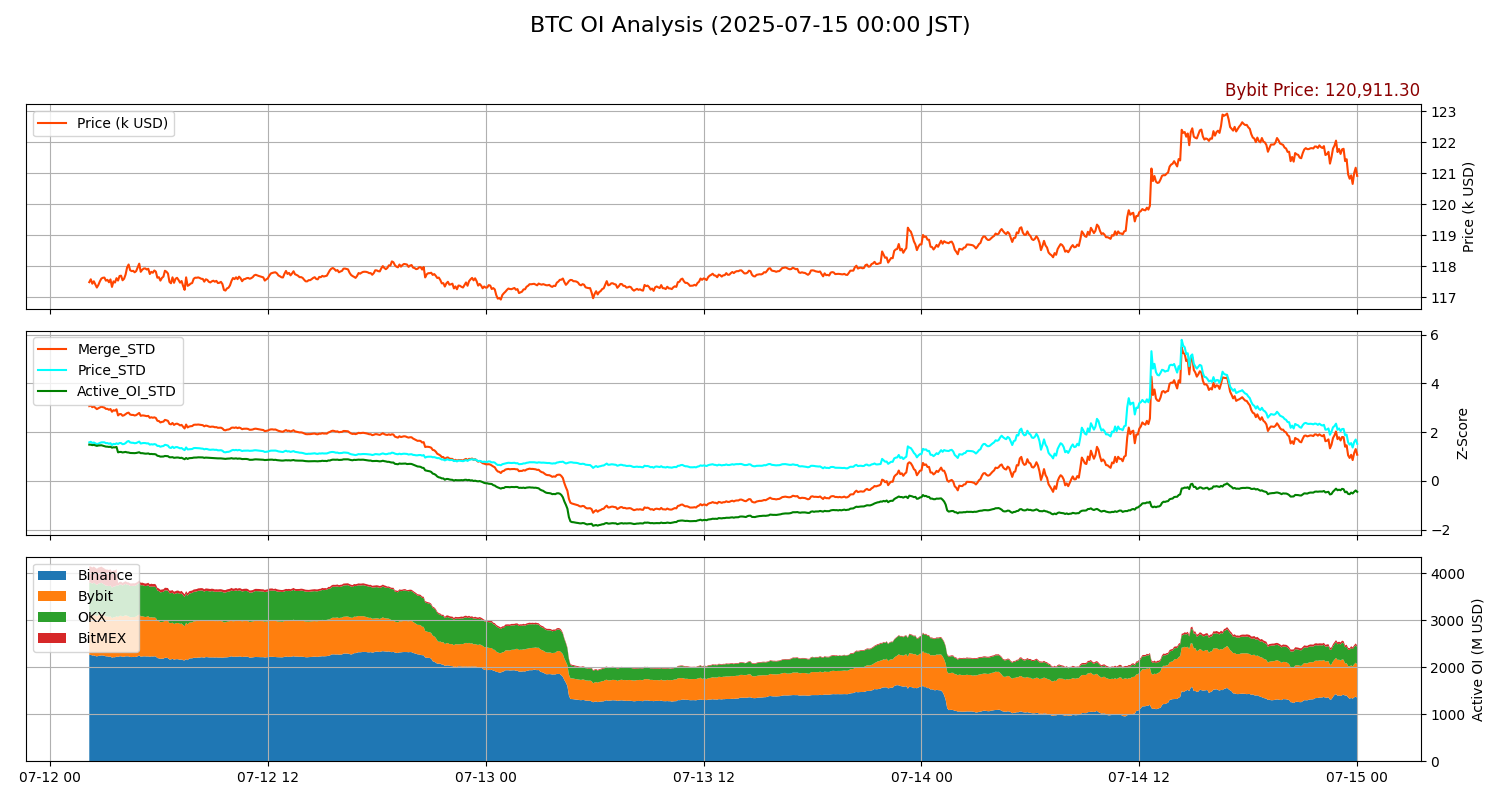 BTC OI Analysis (2025-07-15 00:00 JST)
Bybit Price: 120,911.30
Price (k USD)
123
122
121
120
119
118
117
Price (k USD)
Merge_STD
Price_STD
Active_OI_STD
6
4
2
0
−2
Z-Score
Binance
Bybit
OKX
BitMEX
4000
3000
2000
1000
0
Active OI (M USD)
07-12 00
07-12 12
07-13 00
07-13 12
07-14 00
07-14 12
07-15 00